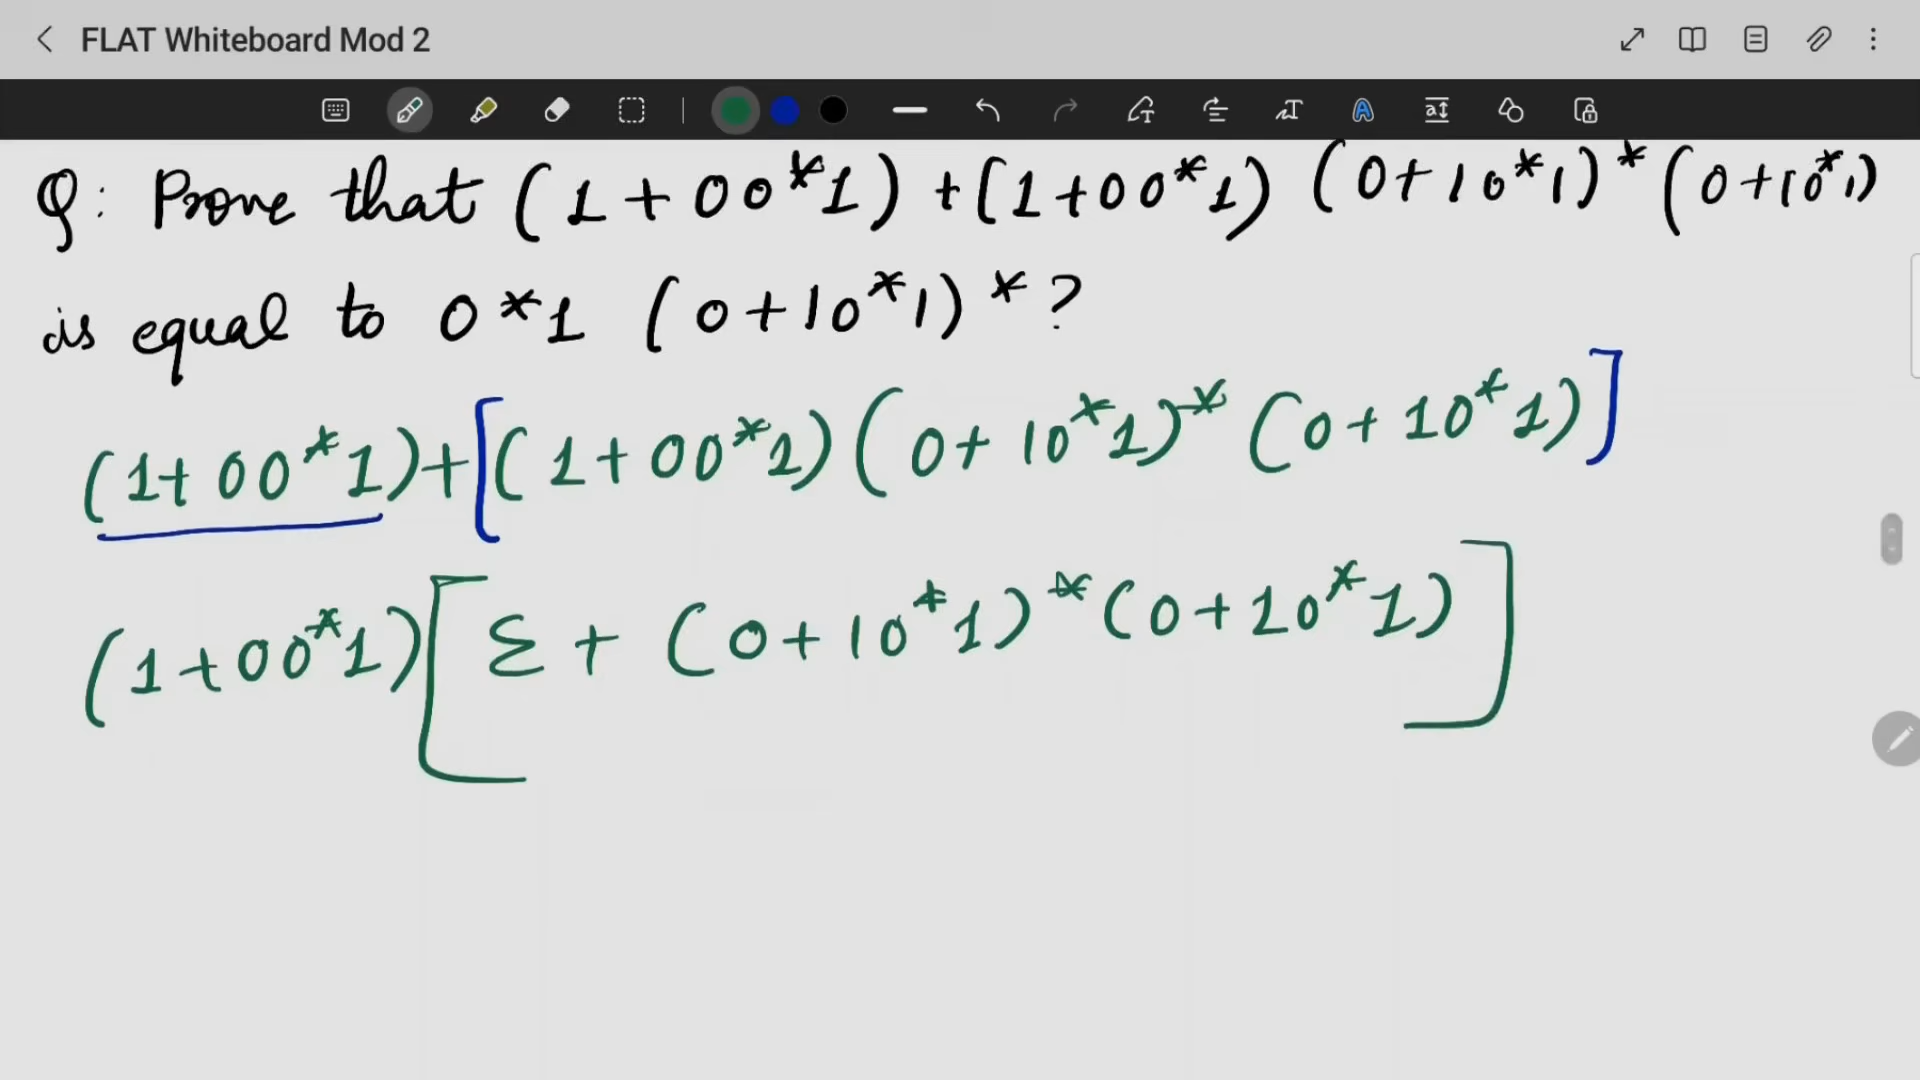 FLAT Whiteboard Mod 2
Q: Prove that (1+00*1) + (1+00*1) (0+10*1)* (0+10*1)
is equal to 0*1 (0+10*1)* ?
(1+00*1)+[(1+00*1)(0+10*1)*(0+10*1)]
(1+00*1)[Ɛ + (0+10*1)*(0+10*1)]